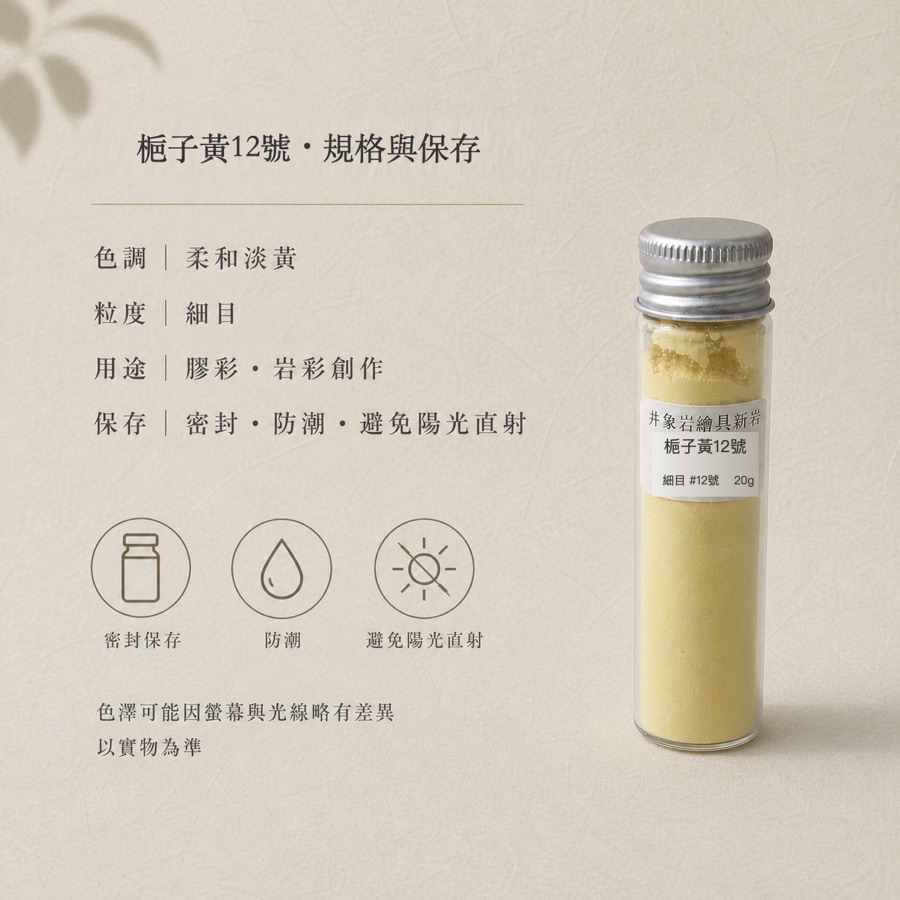 梔子黃12號・規格與保存
色調｜柔和淡黃
粒度｜細目
用途｜膠彩・岩彩創作
保存｜密封・防潮・避免陽光直射
井象岩繪具新岩
梔子黃12號
細目 #12號 20g
密封保存
防潮
避免陽光直射
色澤可能因螢幕與光線略有差異
以實物為準